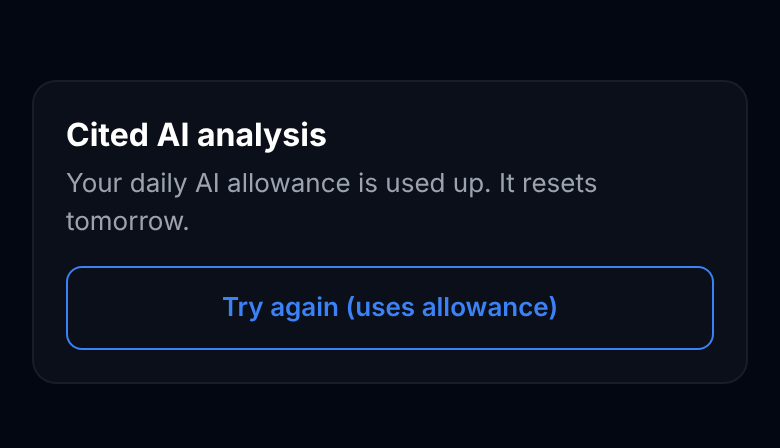 Cited AI analysis
Your daily AI allowance is used up. It resets
tomorrow.
Try again (uses allowance)